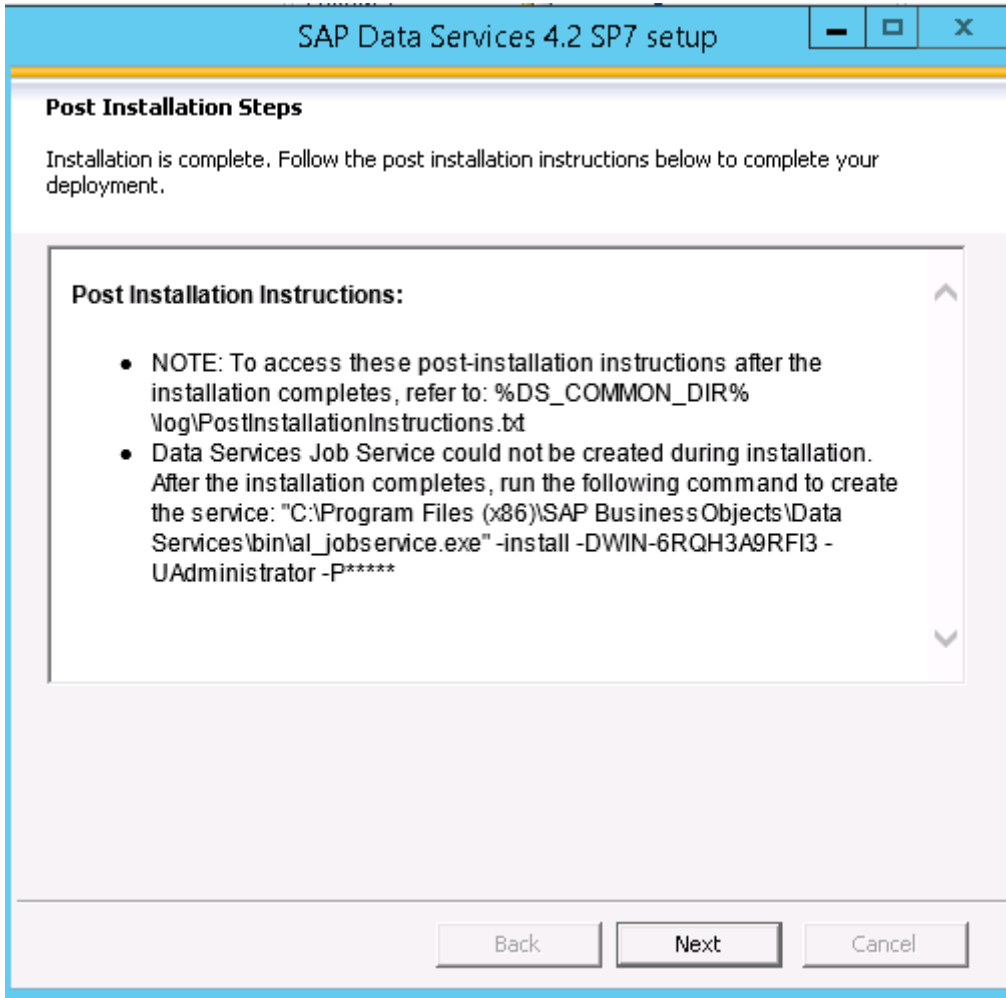 SAP Data Services 4.2 SP7 setup
Post Installation Steps
Installation is complete. Follow the post installation instructions below to complete your
deployment.
Post Installation Instructions:
● NOTE: To access these post-installation instructions after the
installation completes, refer to: %DS_COMMON_DIR%
\log\PostInstallationInstructions.txt
● Data Services Job Service could not be created during installation.
After the installation completes, run the following command to create
the service: "C:\Program Files (x86)\SAP BusinessObjects\Data
Services\bin\al_jobservice.exe" -install -DWIN-6RQH3A9RFI3 -
UAdministrator -P*****
Back
Next
Cancel